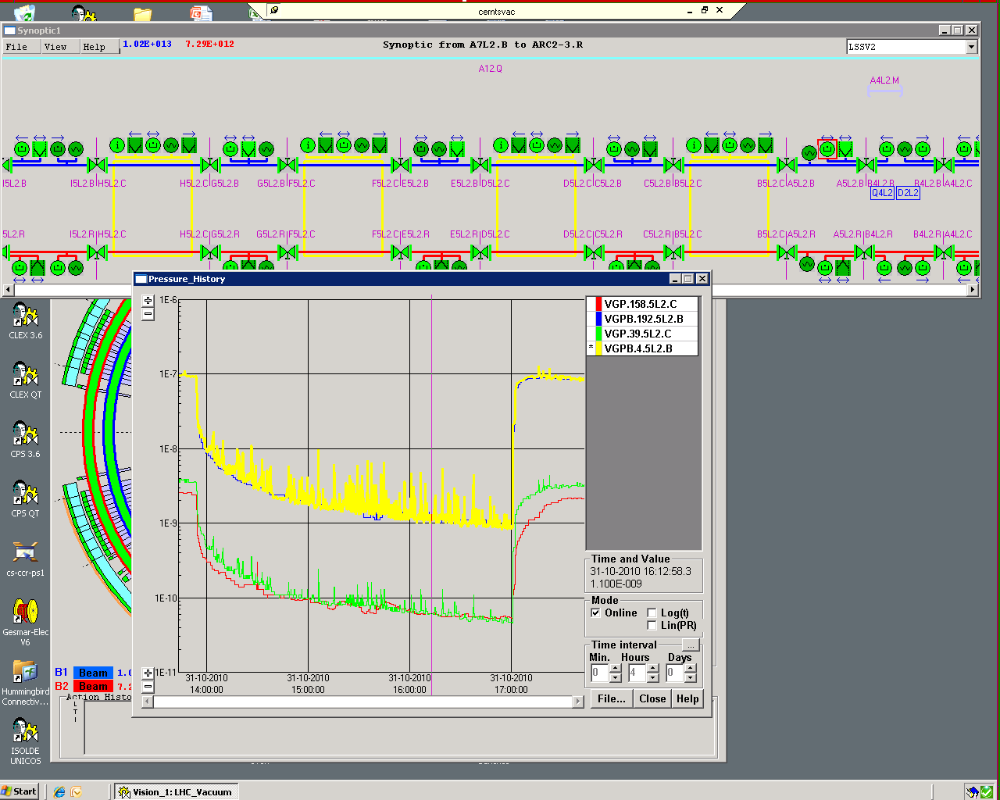 cerntsvac
Synoptic1
File View Help 1.02E+013 7.29E+012 Synoptic from A7L2.B to ARC2-3.R LSSV2
A12.Q
A4L2.M
I5L2.B I5L2.B H5L2.C H5L2.C G5L2.B G5L2.B F5L2.C F5L2.C E5L2.B E5L2.B D5L2.C D5L2.C C5L2.B C5L2.B B5L2.C B5L2.C A5L2.B A5L2.B B4L2.B B4L2.B A4L2.C
Q4L2 D2L2
5L2.R I5L2.R H5L2.C H5L2.C G5L2.R G5L2.R F5L2.C F5L2.C E5L2.R E5L2.R D5L2.C D5L2.C C5L2.R C5L2.R B5L2.C B5L2.C A5L2.R A5L2.R B4L2.R B4L2.R A4L2.C
Pressure_History
1E-6
1E-7
1E-8
1E-9
1E-10
1E-11
31-10-2010 31-10-2010 31-10-2010 31-10-2010
14:00:00 15:00:00 16:00:00 17:00:00
VGP.158.5L2.C
VGPB.192.5L2.B
VGP.39.5L2.C
* VGPB.4.5L2.B
Time and Value
31-10-2010 16:12:58.3
1.100E-009
Mode
Online Log(t)
Lin(PR)
Time interval ...
Min. Hours Days
0 4 0
File... Close Help
CLEX 3.6
CLEX QT
CPS 3.6
CPS QT
cs-ccr-ps1
Gesmar-Elec
V6
Hummingbird
Connectiv...
ISOLDE
UNICOS
B1 Beam 1.0
B2 Beam 7.2
Action Histo
L
T
I
Start Vision_1: LHC_Vacuum